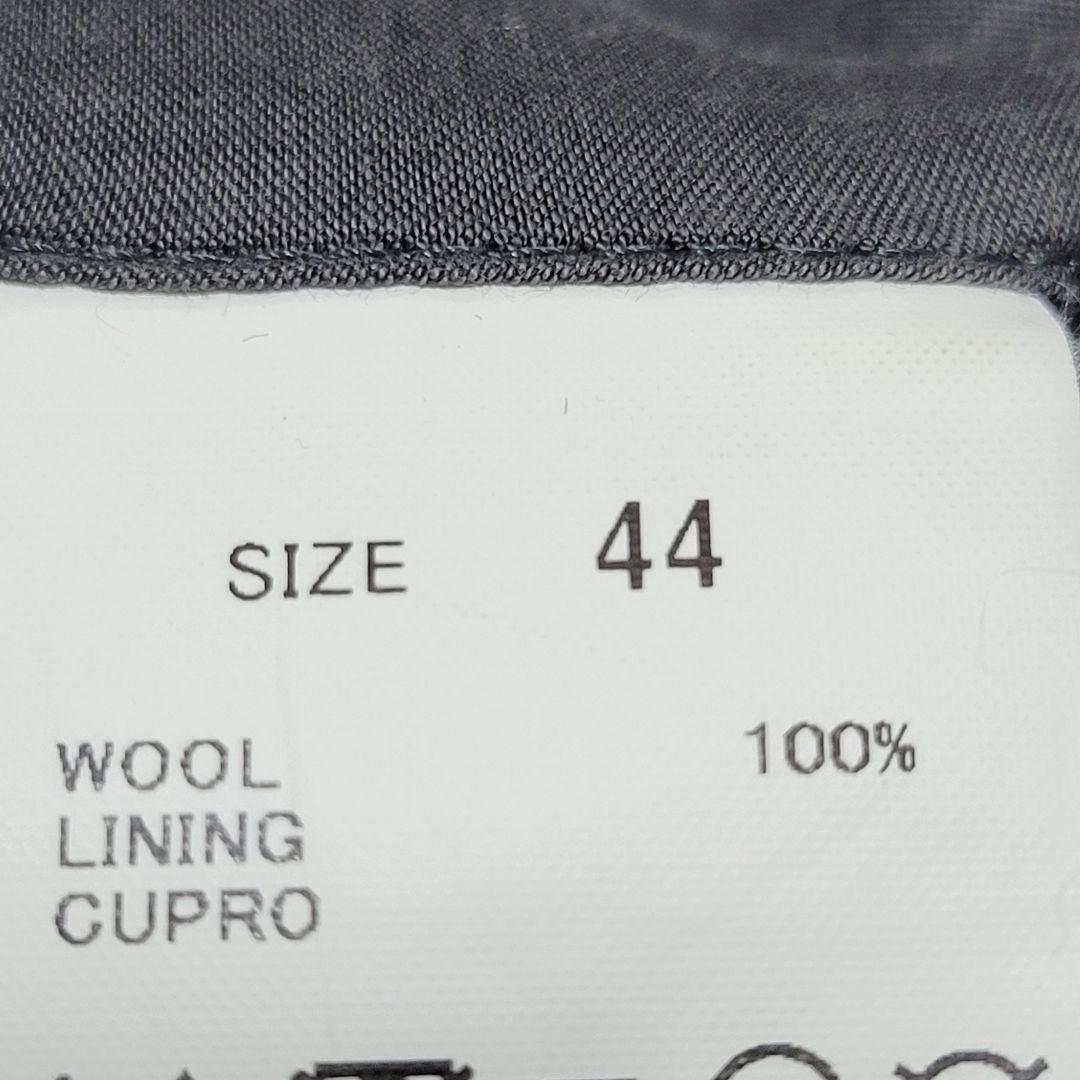 SIZE 44
WOOL 100%
LINING
CUPRO